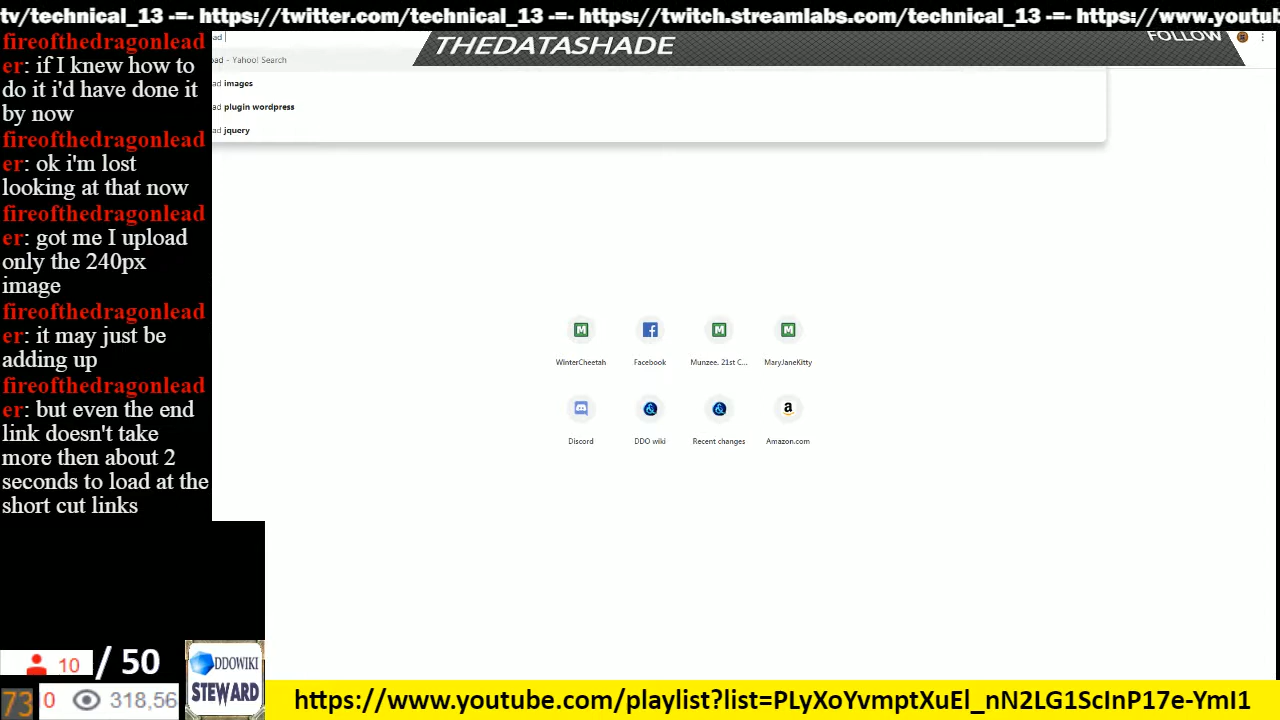 tv/technical_13 -=- https://twitter.com/technical_13 -=- https://twitch.streamlabs.com/technical_13 -=- https://www.youtub
fireofthedragonlead
er: if I knew how to
do it i'd have done it
by now
fireofthedragonlead
er: ok i'm lost
looking at that now
fireofthedragonlead
er: got me I upload
only the 240px
image
fireofthedragonlead
er: it may just be
adding up
fireofthedragonlead
er: but even the end
link doesn't take
more then about 2
seconds to load at the
short cut links
THEDATASHADE
FOLLOW
ad
oad - Yahoo! Search
ad images
ad plugin wordpress
ad jquery
WinterCheetah
Facebook
Munzee. 21st C...
MaryJaneKitty
Discord
DDO wiki
Recent changes
Amazon.com
10 / 50
73 0 318,56
DDOWIKI
STEWARD
https://www.youtube.com/playlist?list=PLyXoYvmptXuEl_nN2LG1ScInP17e-YmI1